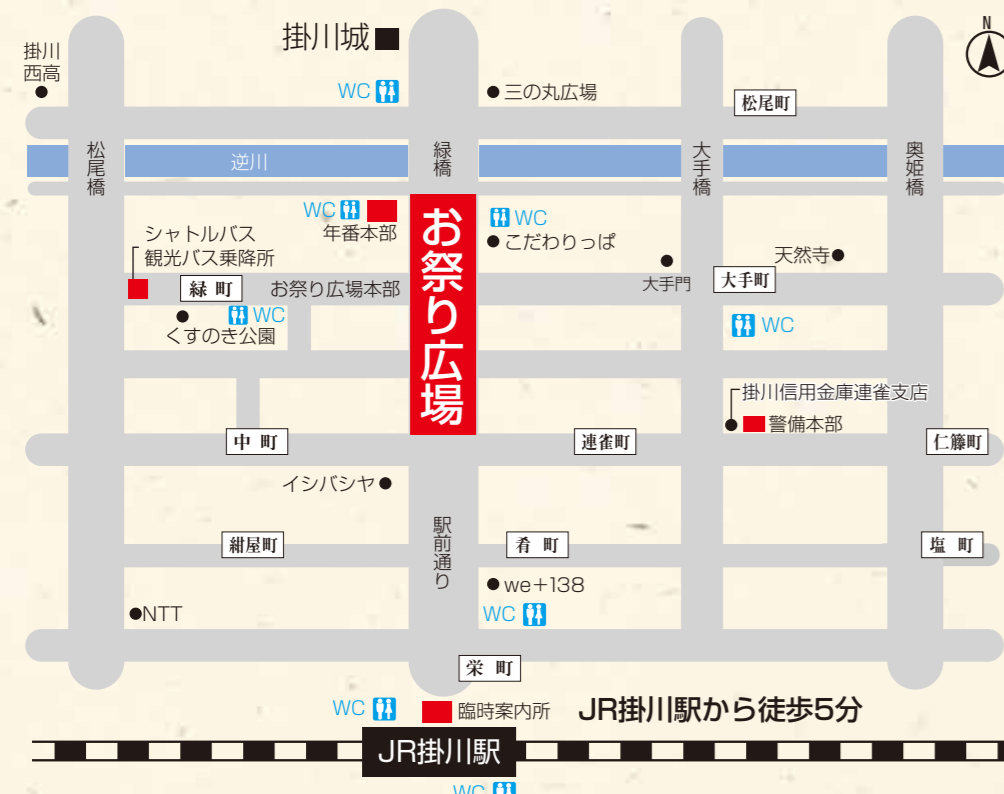 N
掛川城
掛川
西高
WC
三の丸広場
松尾町
松尾橋
逆川
緑橋
大手橋
奥姫橋
WC
年番本部
お祭り広場
WC
こだわりっぱ
シャトルバス
観光バス乗降所
緑町
お祭り広場本部
大手門
大手町
天然寺
WC
くすのき公園
WC
掛川信用金庫連雀支店
警備本部
中町
連雀町
仁籐町
イシバシヤ
駅前通り
紺屋町
肴町
塩町
we+138
NTT
WC
栄町
WC
臨時案内所
JR掛川駅から徒歩5分
JR掛川駅
WC